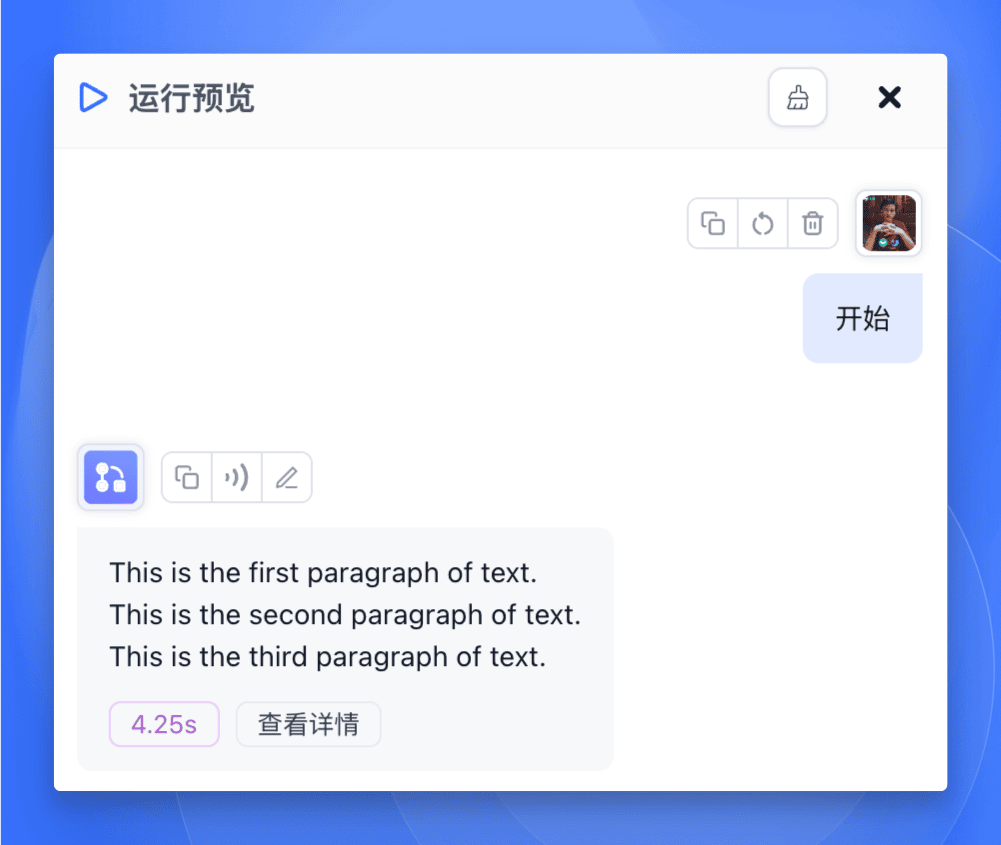 运行预览
开始
This is the first paragraph of text.
This is the second paragraph of text.
This is the third paragraph of text.
4.25s
查看详情